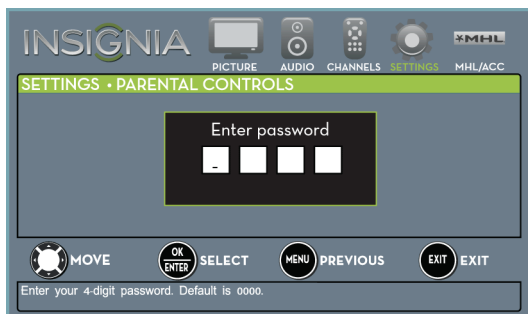 INSIGNIA
PICTURE AUDIO CHANNELS SETTINGS MHL MHL/ACC
SETTINGS • PARENTAL CONTROLS
Enter password
_
MOVE OK ENTER SELECT MENU PREVIOUS EXIT EXIT
Enter your 4-digit password. Default is 0000.